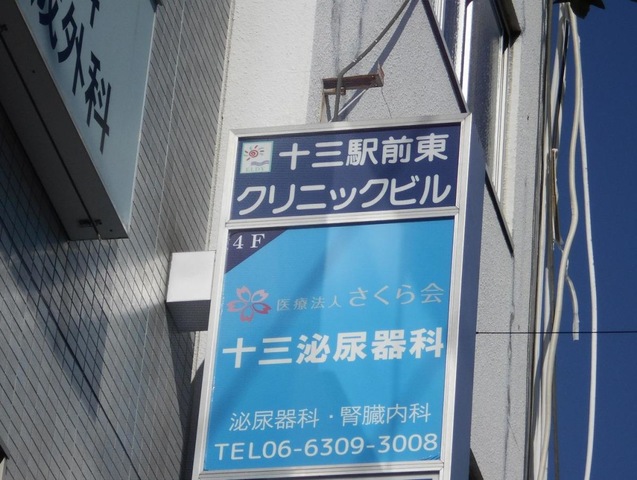 外科
十三駅前東
クリニックビル
4F
医療法人 さくら会
十三泌尿器科
泌尿器科・腎臓内科
TEL06-6309-3008